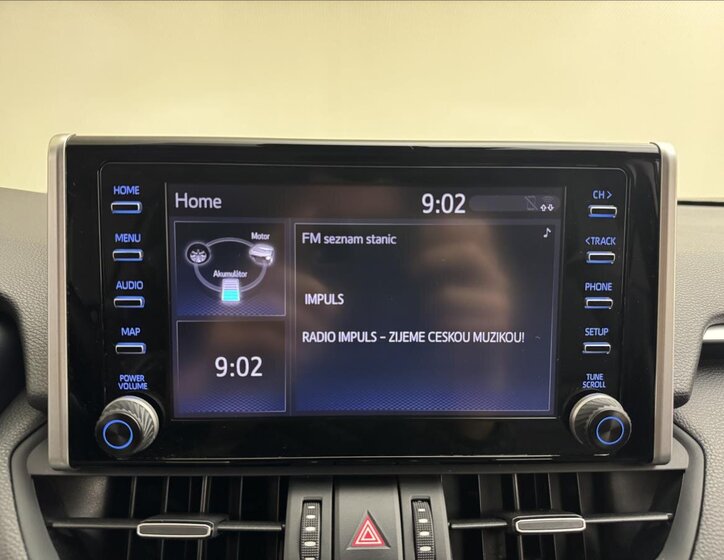 HOME
MENU
AUDIO
MAP
POWER
VOLUME
Home
9:02
Motor
Akumulátor
9:02
FM seznam stanic
IMPULS
RADIO IMPULS - ZIJEME CESKOU MUZIKOU!
CH >
< TRACK
PHONE
SETUP
TUNE
SCROLL